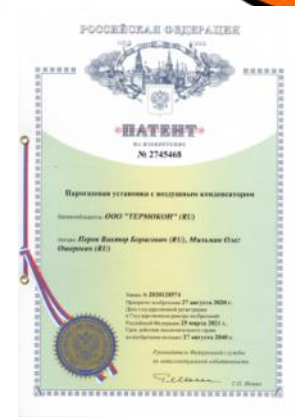 РОССИЙСКАЯ ФЕДЕРАЦИЯ
ПАТЕНТ
НА ИЗОБРЕТЕНИЕ
№ 2745468
Парогазовая установка с воздушным конденсатором
Патентообладатель: ООО "ТЕРМОКОН" (RU)
Авторы: Перов Виктор Борисович (RU), Мильман Олег
Ошеревич (RU)
Заявка № 2020128574
Приоритет изобретения 27 августа 2020 г.
Дата государственной регистрации
в Государственном реестре изобретений
Российской Федерации 25 марта 2021 г.
Срок действия исключительного права
на изобретение истекает 27 августа 2040 г.
Руководитель Федеральной службы
по интеллектуальной собственности
Г.П. Ивлиев